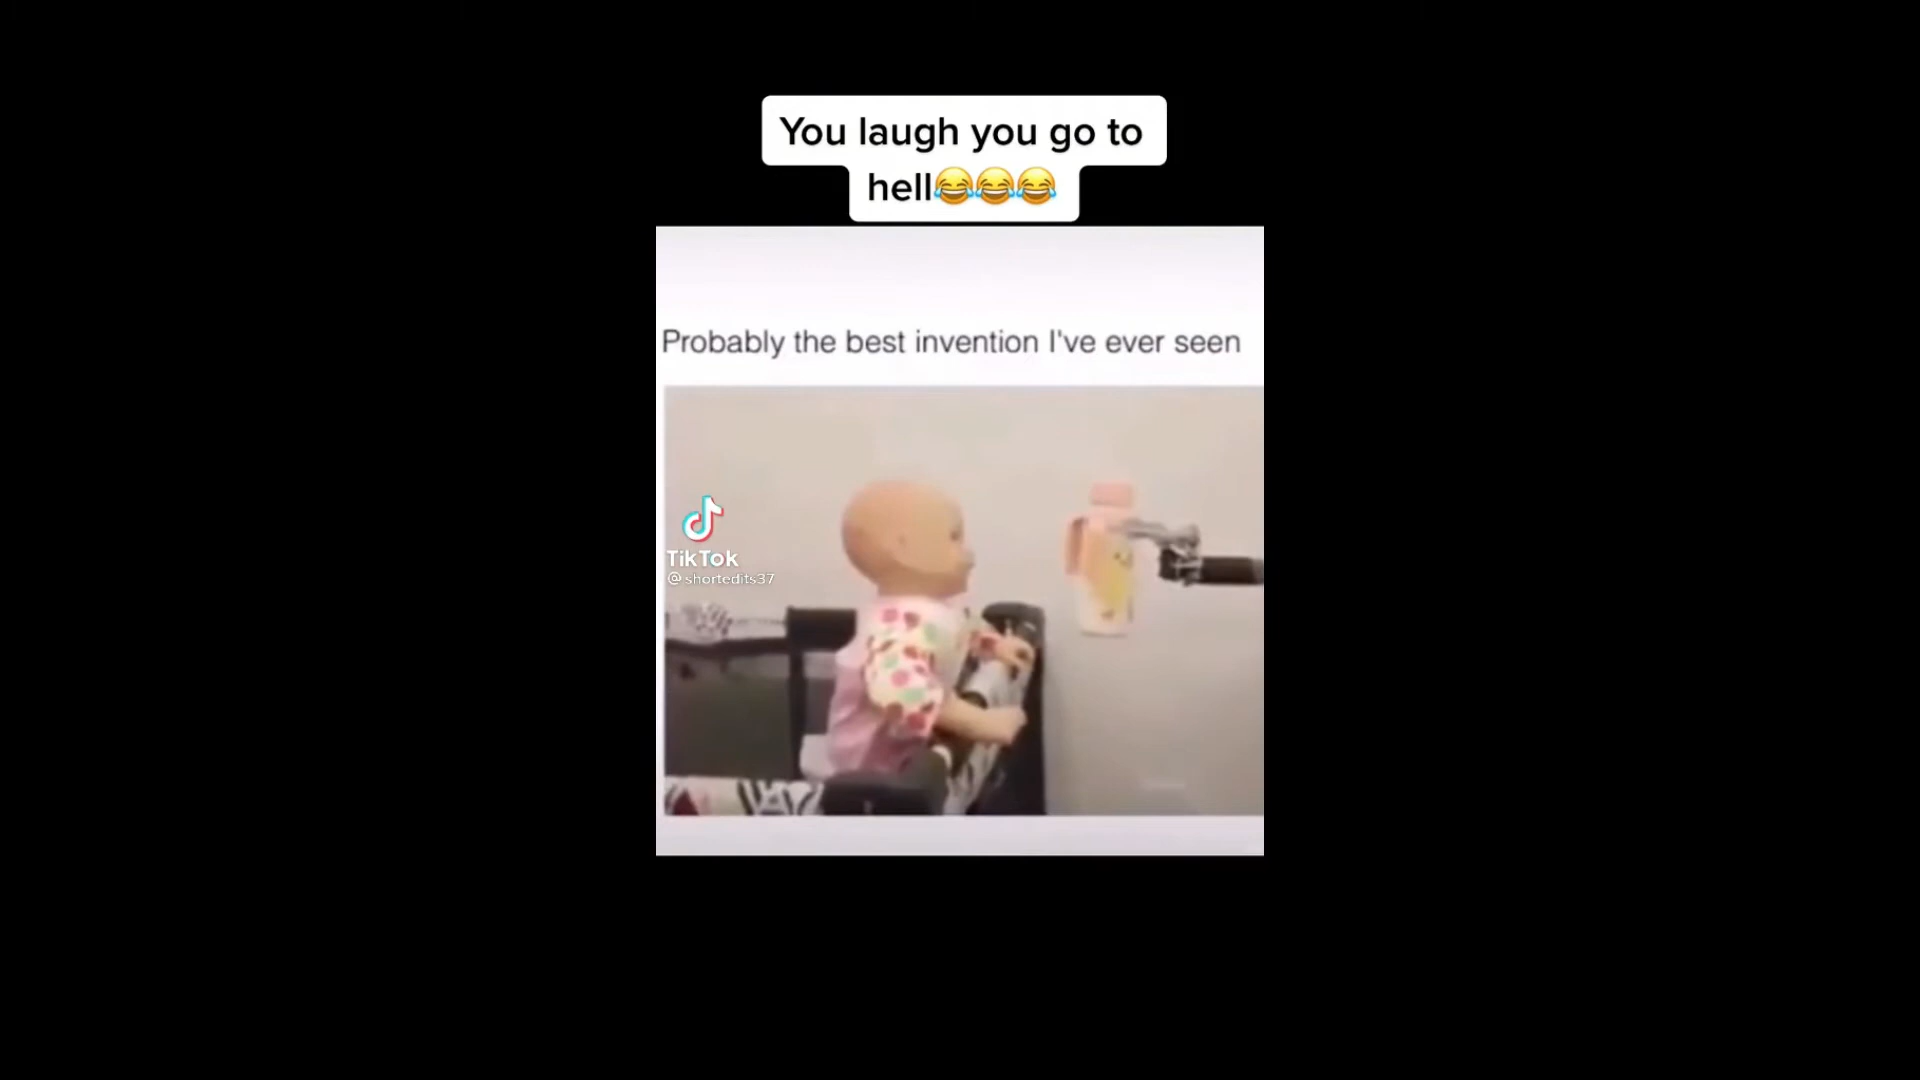 You laugh you go to
hell😂😂😂
Probably the best invention I've ever seen
TikTok
@shortedits37